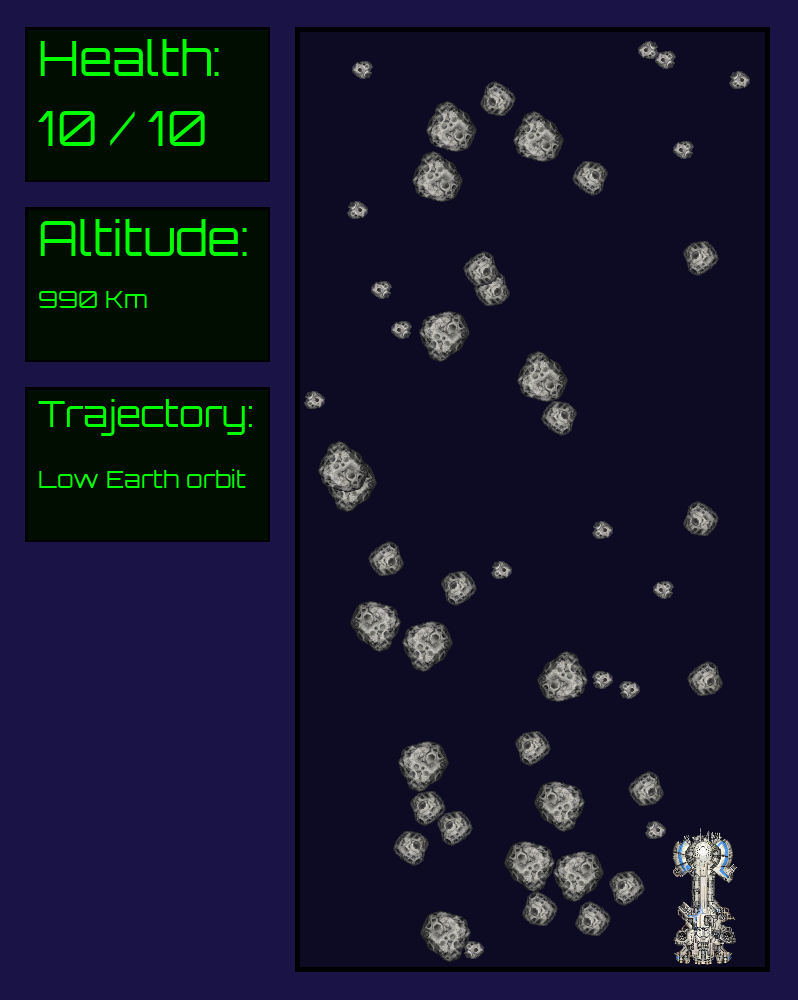 Health:
10 / 10
Altitude:
990 Km
Trajectory:
Low Earth orbit